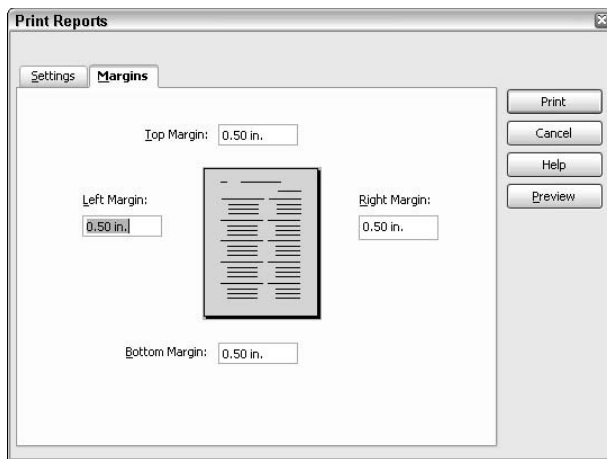 Print Reports
Settings
Margins
Print
Top Margin: 0.50 in.
Cancel
Help
Left Margin:
Right Margin:
Preview
0.50 in.
0.50 in.
Bottom Margin: 0.50 in.